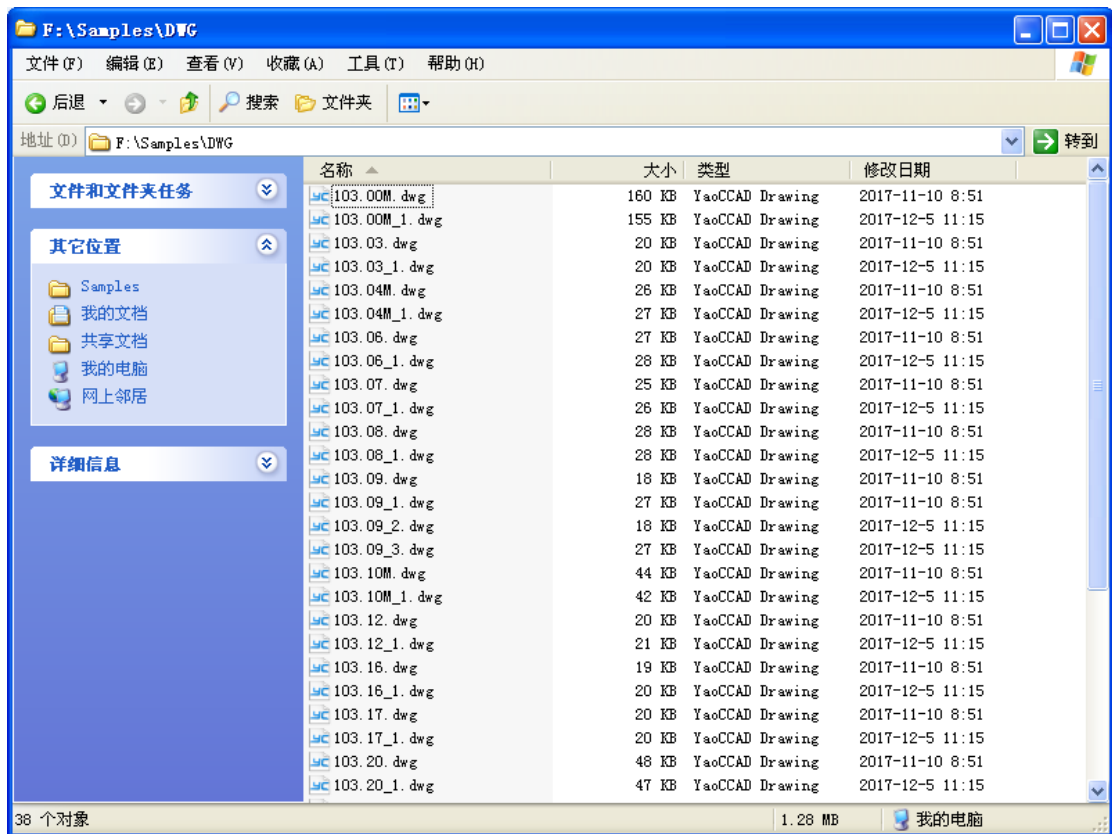 F:\Samples\DWG
文件(F) 编辑(E) 查看(V) 收藏(A) 工具(T) 帮助(H)
后退 搜索 文件夹
地址(D) F:\Samples\DWG 转到
文件和文件夹任务
其它位置
Samples
我的文档
共享文档
我的电脑
网上邻居
详细信息
名称 大小 类型 修改日期
103.00M.dwg 160 KB YaoCCAD Drawing 2017-11-10 8:51
103.00M_1.dwg 155 KB YaoCCAD Drawing 2017-12-5 11:15
103.03.dwg 20 KB YaoCCAD Drawing 2017-11-10 8:51
103.03_1.dwg 20 KB YaoCCAD Drawing 2017-12-5 11:15
103.04M.dwg 26 KB YaoCCAD Drawing 2017-11-10 8:51
103.04M_1.dwg 27 KB YaoCCAD Drawing 2017-12-5 11:15
103.06.dwg 27 KB YaoCCAD Drawing 2017-11-10 8:51
103.06_1.dwg 28 KB YaoCCAD Drawing 2017-12-5 11:15
103.07.dwg 25 KB YaoCCAD Drawing 2017-11-10 8:51
103.07_1.dwg 26 KB YaoCCAD Drawing 2017-12-5 11:15
103.08.dwg 28 KB YaoCCAD Drawing 2017-11-10 8:51
103.08_1.dwg 28 KB YaoCCAD Drawing 2017-12-5 11:15
103.09.dwg 18 KB YaoCCAD Drawing 2017-11-10 8:51
103.09_1.dwg 27 KB YaoCCAD Drawing 2017-11-10 8:51
103.09_2.dwg 18 KB YaoCCAD Drawing 2017-12-5 11:15
103.09_3.dwg 27 KB YaoCCAD Drawing 2017-12-5 11:15
103.10M.dwg 44 KB YaoCCAD Drawing 2017-11-10 8:51
103.10M_1.dwg 42 KB YaoCCAD Drawing 2017-12-5 11:15
103.12.dwg 20 KB YaoCCAD Drawing 2017-11-10 8:51
103.12_1.dwg 21 KB YaoCCAD Drawing 2017-12-5 11:15
103.16.dwg 19 KB YaoCCAD Drawing 2017-11-10 8:51
103.16_1.dwg 20 KB YaoCCAD Drawing 2017-12-5 11:15
103.17.dwg 20 KB YaoCCAD Drawing 2017-11-10 8:51
103.17_1.dwg 20 KB YaoCCAD Drawing 2017-12-5 11:15
103.20.dwg 48 KB YaoCCAD Drawing 2017-11-10 8:51
103.20_1.dwg 47 KB YaoCCAD Drawing 2017-12-5 11:15
38 个对象 1.28 MB 我的电脑